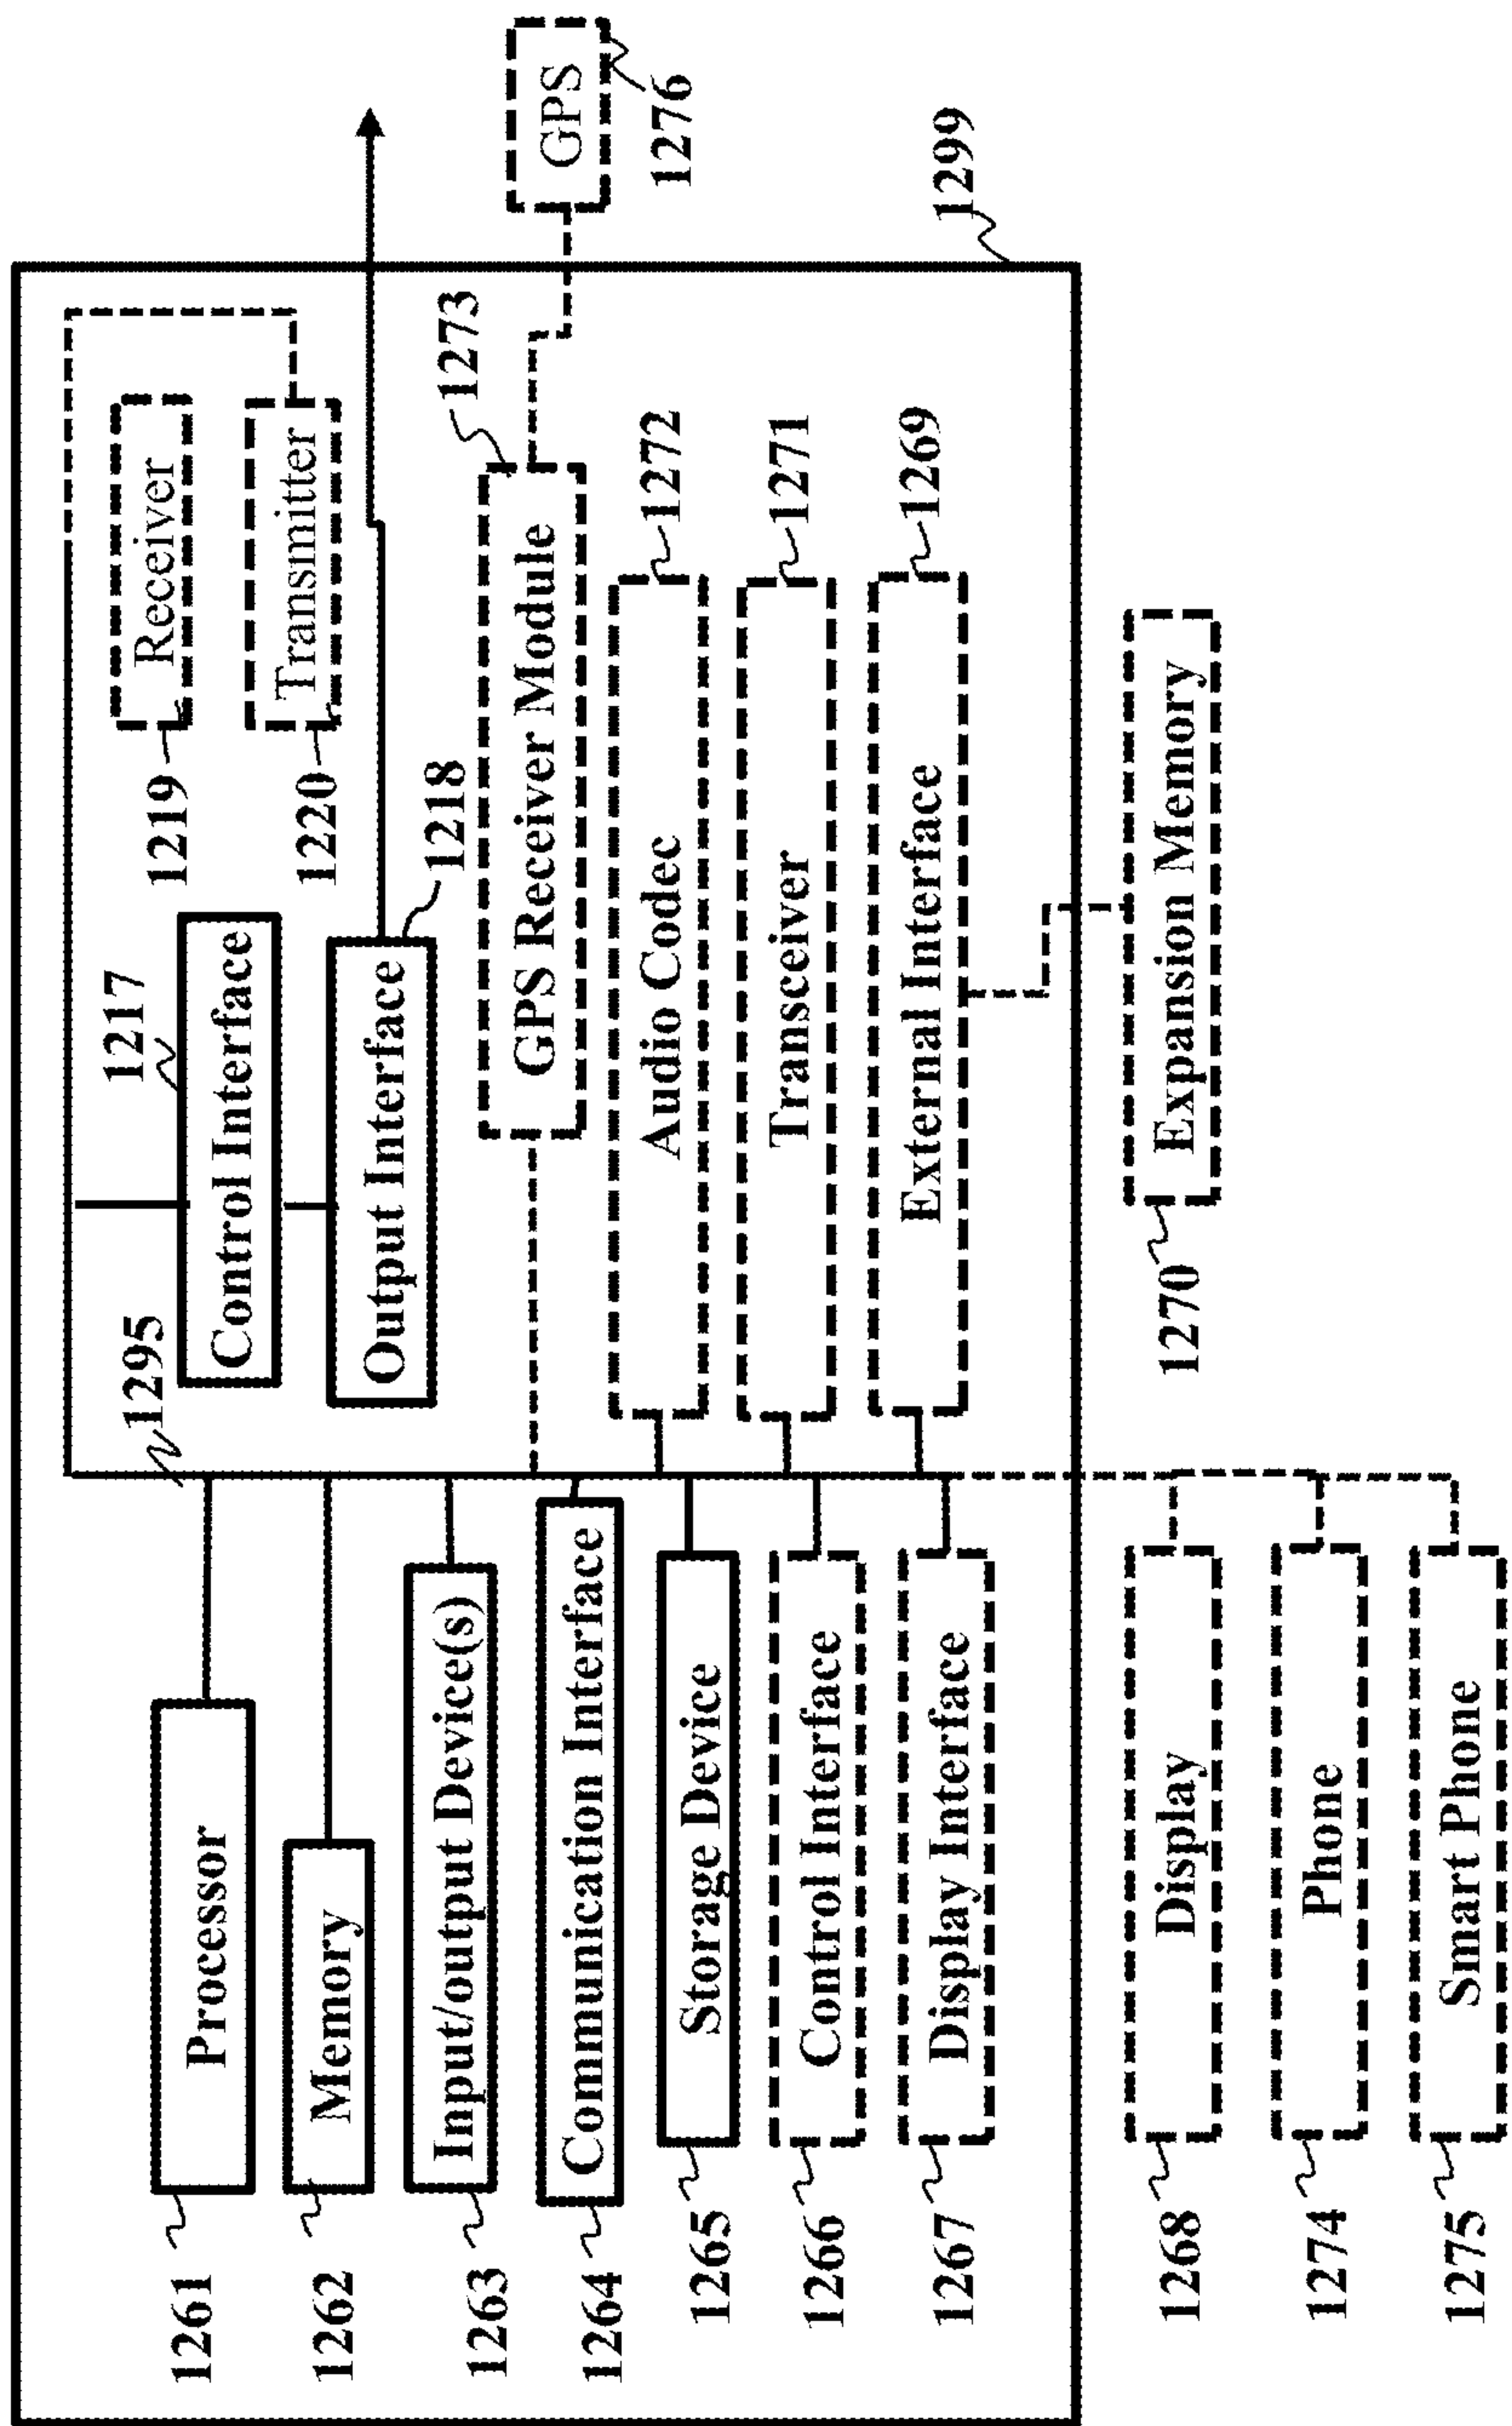 1295
1217
Control Interface
1219
Receiver
1220
Transmitter
Output Interface
1218
1261
Processor
1262
Memory
1263
Input/output Device(s)
1264
Communication Interface
1265
Storage Device
1266
Control Interface
1267
Display Interface
GPS Receiver Module
1273
GPS
1276
Audio Codec
1272
Transceiver
1271
External Interface
1269
1299
1268
Display
1274
Phone
1275
Smart Phone
1270
Expansion Memory